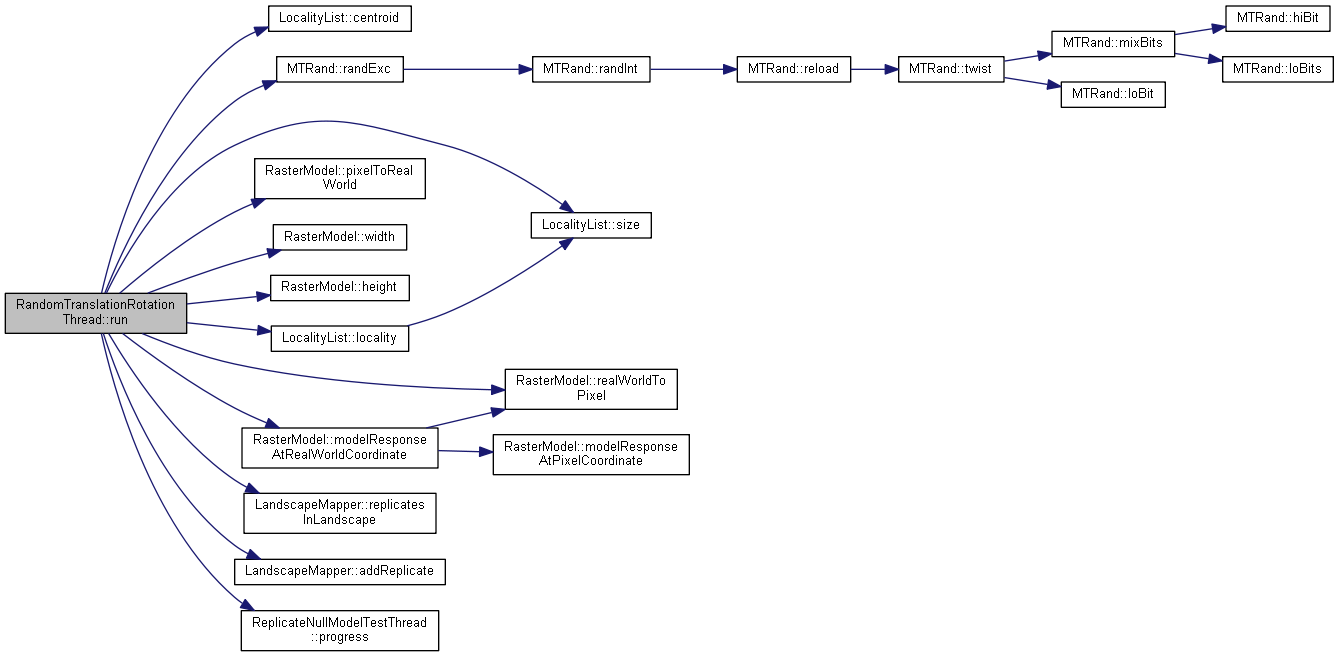 LocalityList::centroid
MTRand::randExc
MTRand::randInt
MTRand::reload
MTRand::twist
MTRand::mixBits
MTRand::hiBit
MTRand::loBits
MTRand::loBit
RasterModel::pixelToReal
World
LocalityList::size
RasterModel::width
RasterModel::height
RandomTranslationRotation
Thread::run
LocalityList::locality
RasterModel::realWorldTo
Pixel
RasterModel::modelResponse
AtRealWorldCoordinate
RasterModel::modelResponse
AtPixelCoordinate
LandscapeMapper::replicates
InLandscape
LandscapeMapper::addReplicate
ReplicateNullModelTestThread
::progress